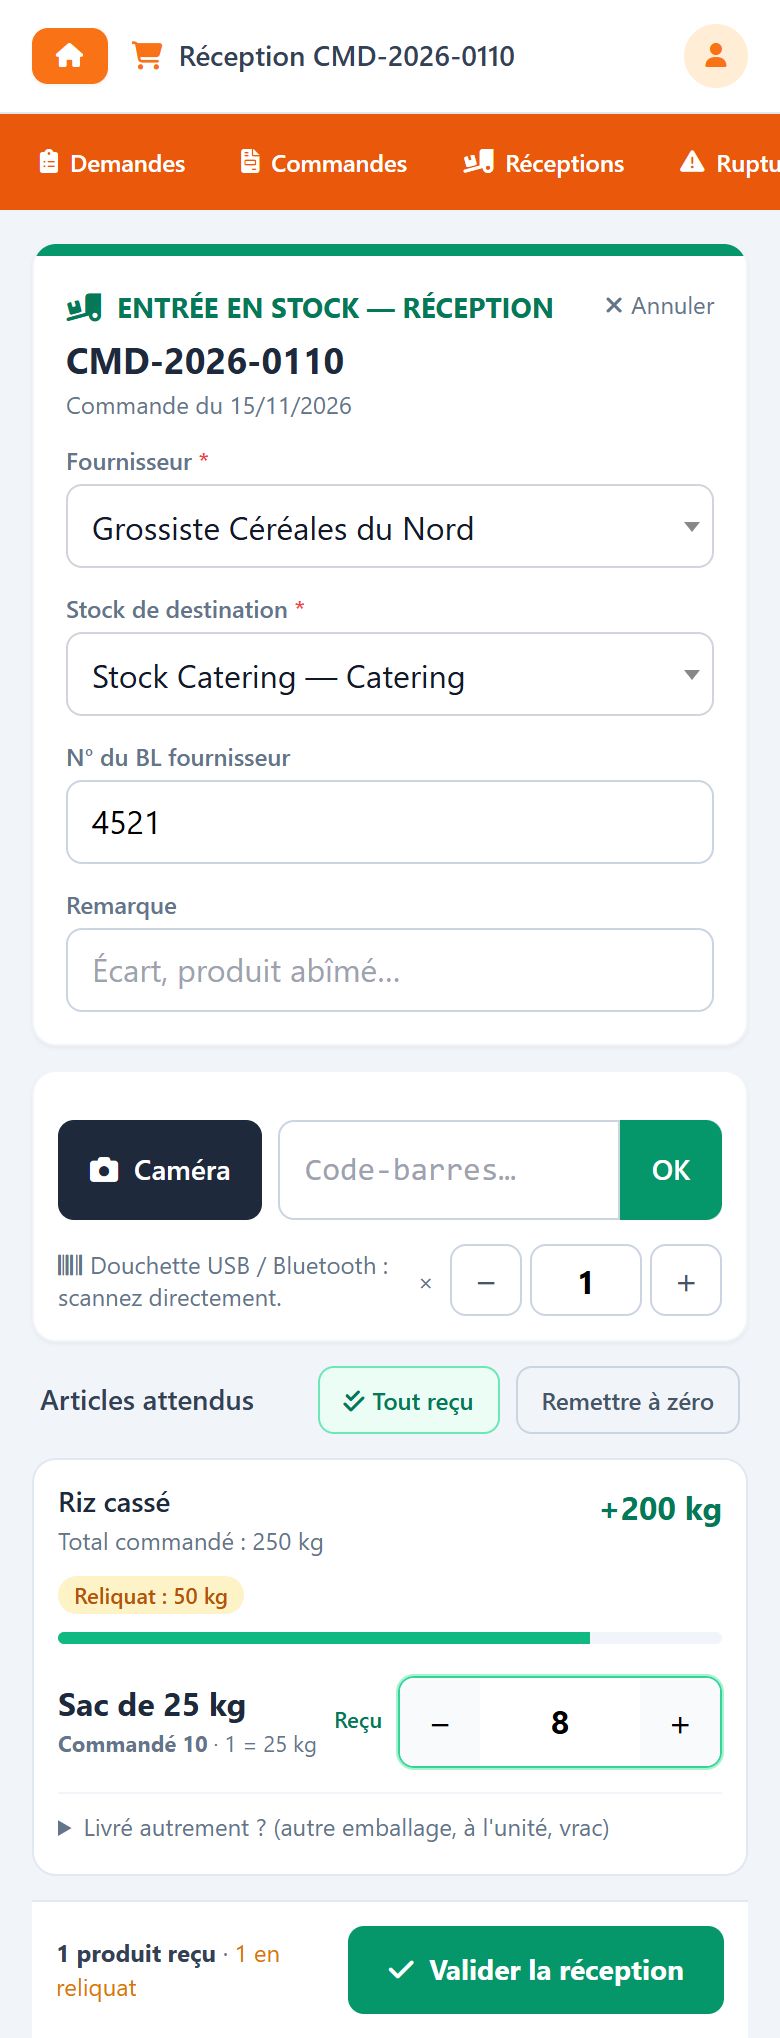 Réception CMD-2026-0110
Demandes
Commandes
Réceptions
Ruptu
ENTRÉE EN STOCK — RÉCEPTION
× Annuler
CMD-2026-0110
Commande du 15/11/2026
Fournisseur *
Grossiste Céréales du Nord
Stock de destination *
Stock Catering — Catering
N° du BL fournisseur
4521
Remarque
Écart, produit abîmé...
Caméra
Code-barres...
OK
Douchette USB / Bluetooth :
scannez directement.
×
−
1
+
Articles attendus
Tout reçu
Remettre à zéro
Riz cassé
+200 kg
Total commandé : 250 kg
Reliquat : 50 kg
Sac de 25 kg
Commandé 10 · 1 = 25 kg
Reçu
−
8
+
Livré autrement ? (autre emballage, à l'unité, vrac)
1 produit reçu · 1 en
reliquat
Valider la réception